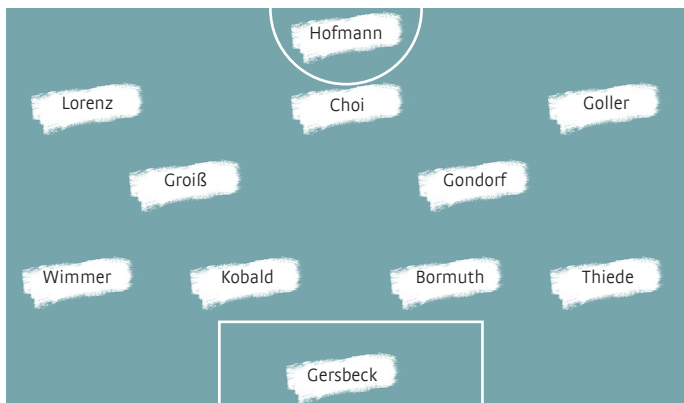 Hofmann
Lorenz Choi Goller
Groiß Gondorf
Wimmer Kobald Bormuth Thiede
Gersbeck